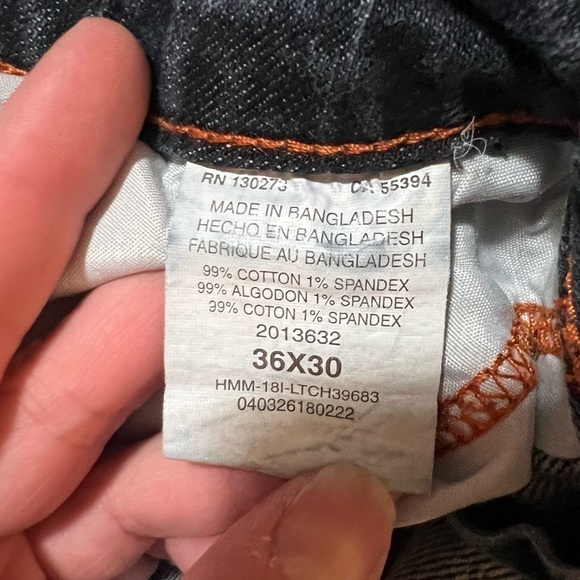 RN 130273 CA 55394
MADE IN BANGLADESH
HECHO EN BANGLADESH
FABRIQUE AU BANGLADESH
99% COTTON 1% SPANDEX
99% ALGODON 1% SPANDEX
99% COTON 1% SPANDEX
2013632
36X30
HMM-18I-LTCH39683
040326180222